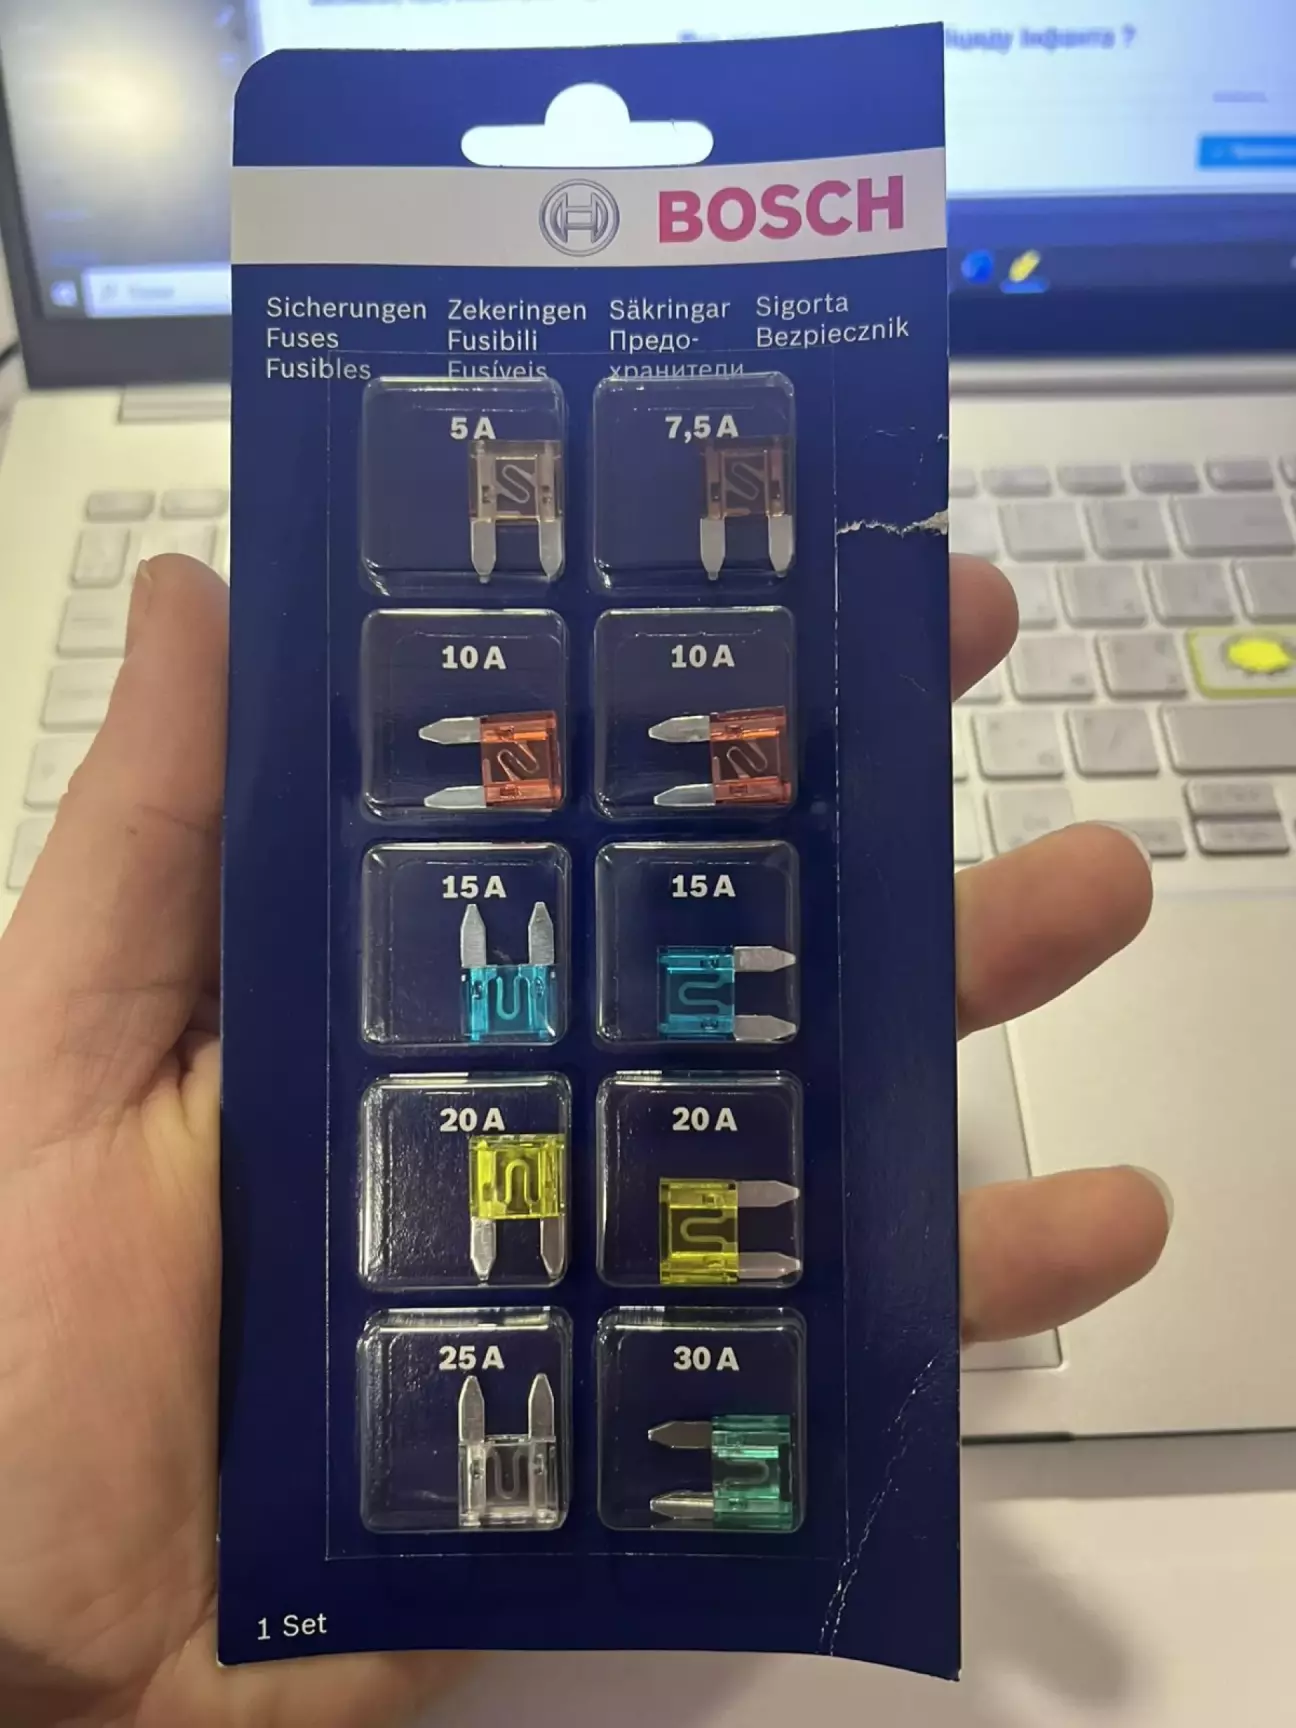 Інфанта ?
BOSCH
Sicherungen
Fuses
Fusibles
Zekeringen
Fusibili
Fusíveis
Säkringar
Предо-
хранители
Sigorta
Bezpiecznik
5 A
7,5 A
10 A
10 A
15 A
15 A
20 A
20 A
25 A
30 A
1 Set